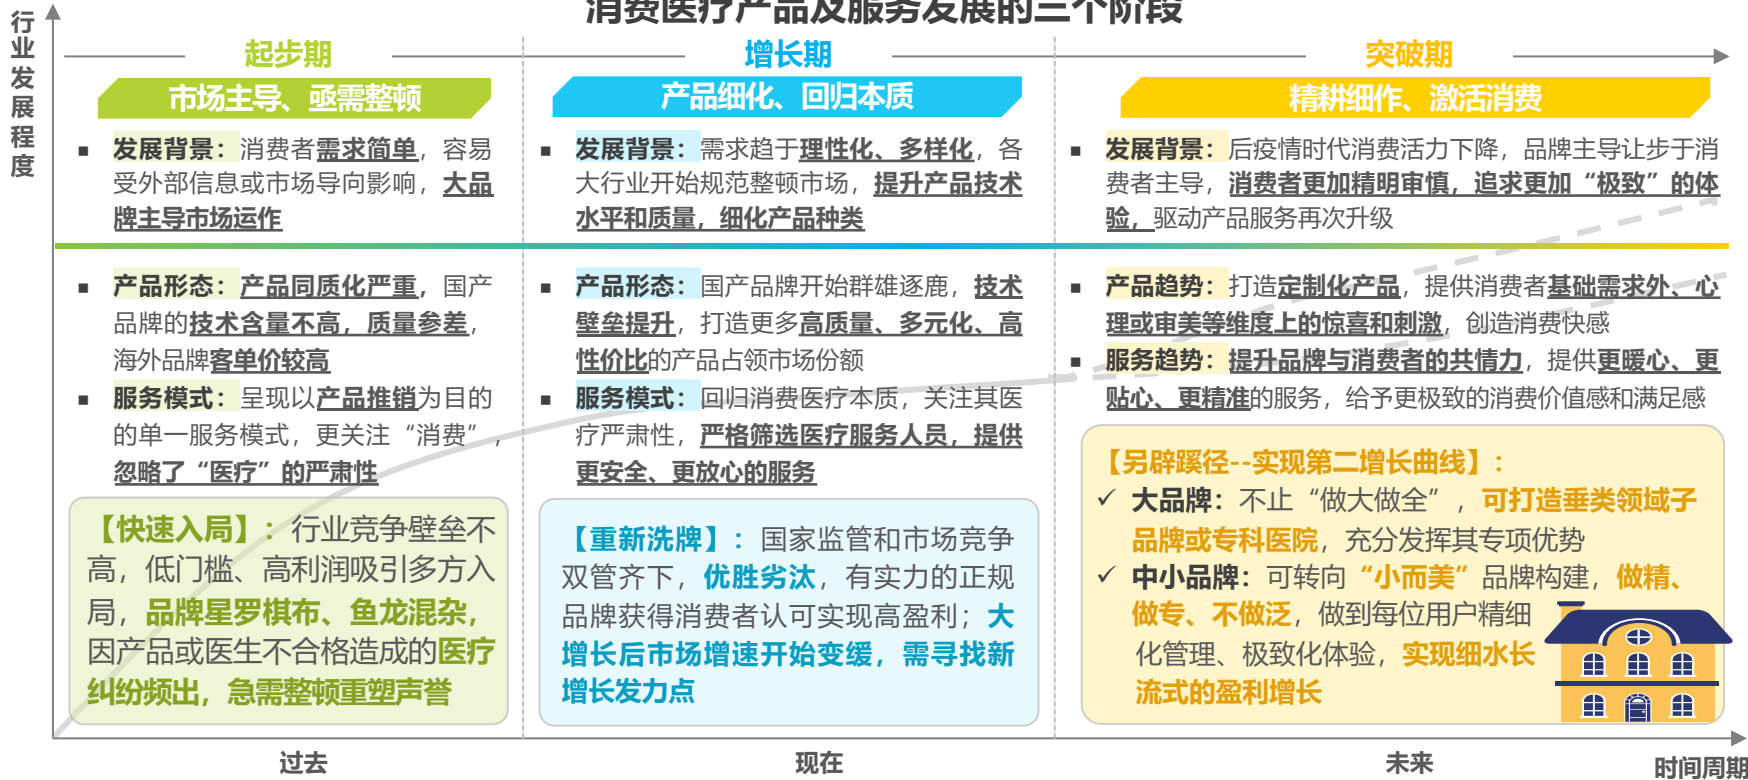 消费医疗产品及服务发展的三个阶段
行业发展程度
起步期
市场主导、亟需整顿
▪ 发展背景：消费者需求简单，容易
受外部信息或市场导向影响，大品
牌主导市场运作
▪ 产品形态：产品同质化严重，国产
品牌的技术含量不高，质量参差，
海外品牌客单价较高
▪ 服务模式：呈现以产品推销为目的
的单一服务模式，更关注“消费”，
忽略了“医疗”的严肃性
【快速入局】：行业竞争壁垒不
高，低门槛、高利润吸引多方入
局，品牌星罗棋布、鱼龙混杂，
因产品或医生不合格造成的医疗
纠纷频出，急需整顿重塑声誉
过去
增长期
产品细化、回归本质
▪ 发展背景：需求趋于理性化、多样化，各
大行业开始规范整顿市场，提升产品技术
水平和质量，细化产品种类
▪ 产品形态：国产品牌开始群雄逐鹿，技术
壁垒提升，打造更多高质量、多元化、高
性价比的产品占领市场份额
▪ 服务模式：回归消费医疗本质，关注其医
疗严肃性，严格筛选医疗服务人员，提供
更安全、更放心的服务
【重新洗牌】：国家监管和市场竞争
双管齐下，优胜劣汰，有实力的正规
品牌获得消费者认可实现高盈利；大
增长后市场增速开始变缓，需寻找新
增长发力点
现在
突破期
精耕细作、激活消费
▪ 发展背景：后疫情时代消费活力下降，品牌主导让步于消
费者主导，消费者更加精明审慎，追求更加“极致”的体
验，驱动产品服务再次升级
▪ 产品趋势：打造定制化产品，提供消费者基础需求外、心
理或审美等维度上的惊喜和刺激，创造消费快感
▪ 服务趋势：提升品牌与消费者的共情力，提供更暖心、更
贴心、更精准的服务，给予更极致的消费价值感和满足感
【另辟蹊径--实现第二增长曲线】：
✓ 大品牌：不止“做大做全”，可打造垂类领域子
品牌或专科医院，充分发挥其专项优势
✓ 中小品牌：可转向“小而美”品牌构建，做精、
做专、不做泛，做到每位用户精细
化管理、极致化体验，实现细水长
流式的盈利增长
未来
时间周期